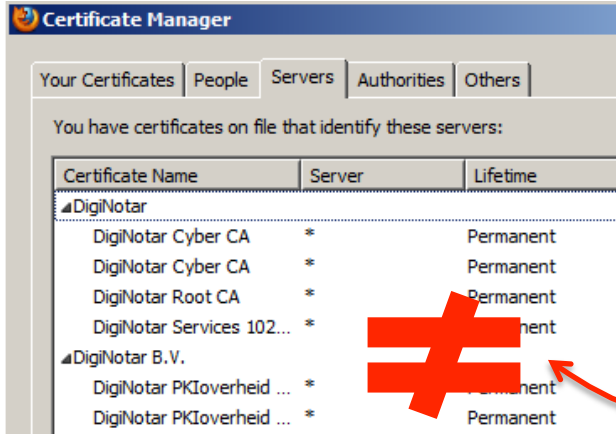 Certificate Manager
Your Certificates People Servers Authorities Others
You have certificates on file that identify these servers:
Certificate Name Server Lifetime
DigiNotar
DigiNotar Cyber CA * Permanent
DigiNotar Cyber CA * Permanent
DigiNotar Root CA * Permanent
DigiNotar Services 102... *
DigiNotar B.V.
DigiNotar PKIoverheid ... *
DigiNotar PKIoverheid ... * Permanent